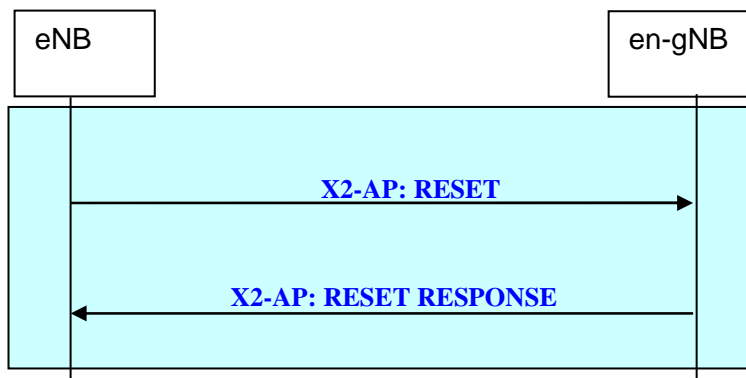 eNB
en-gNB
X2-AP: RESET
X2-AP: RESET RESPONSE